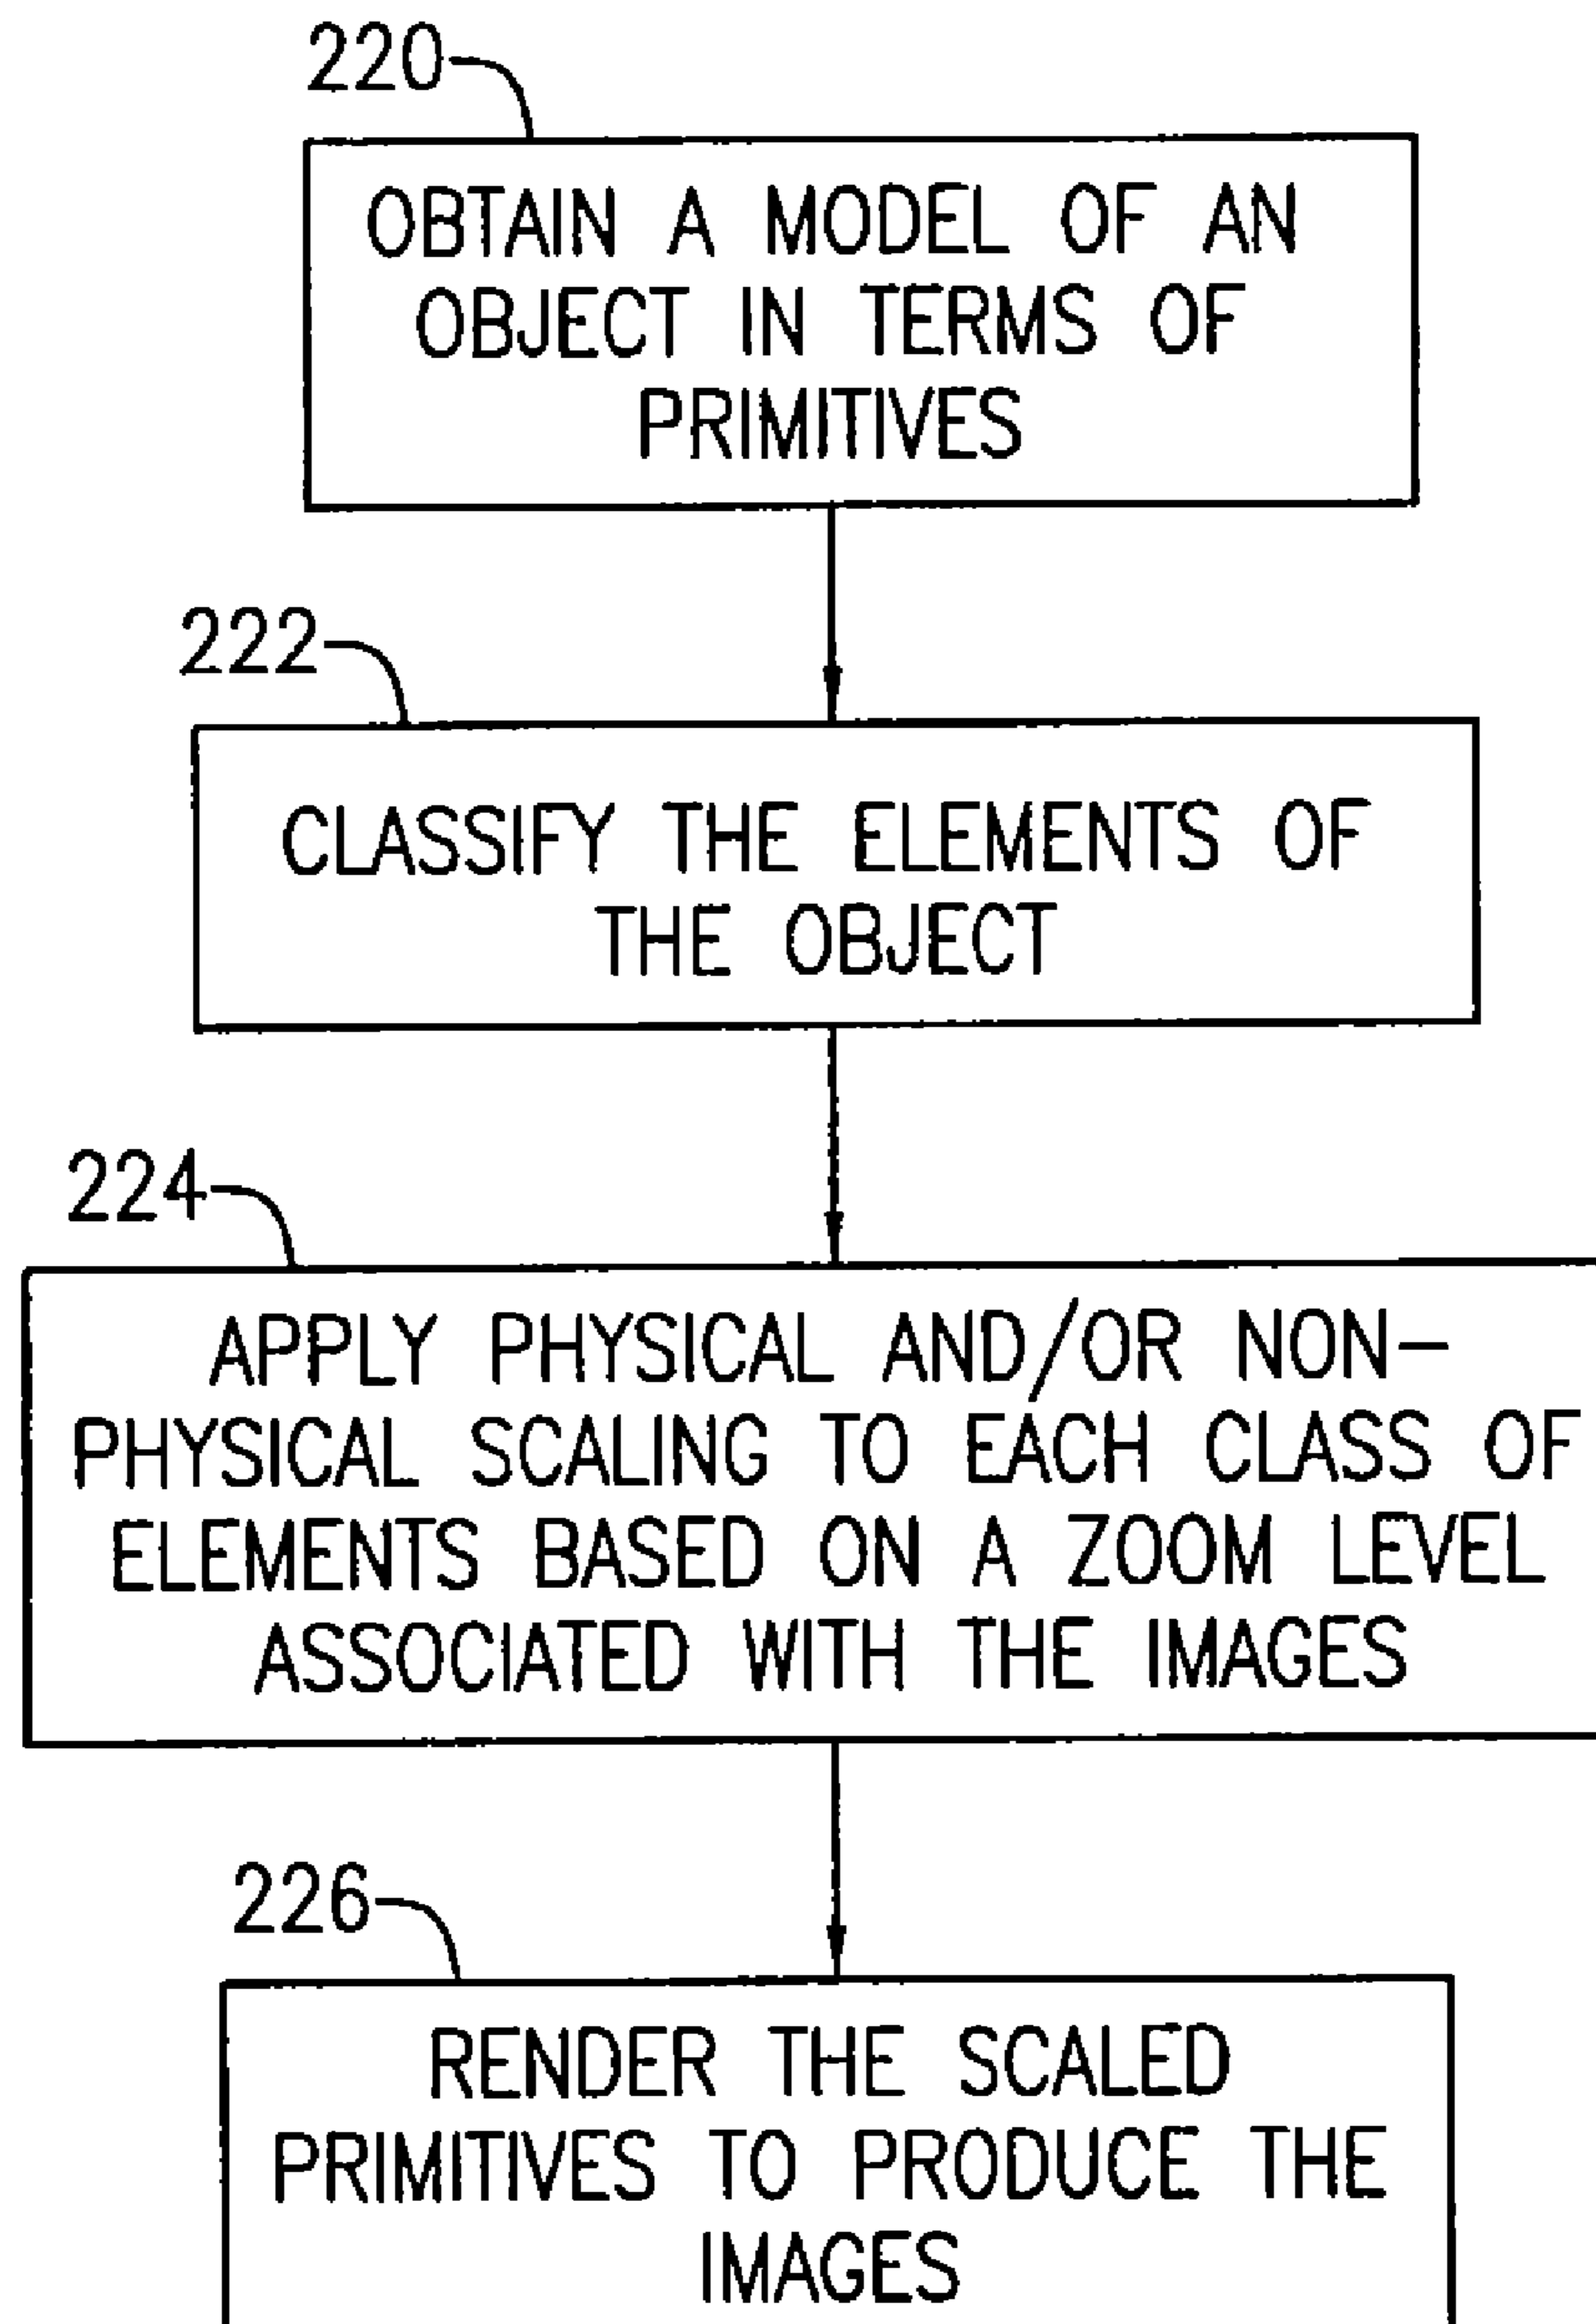 220
OBTAIN A MODEL OF AN
OBJECT IN TERMS OF
PRIMITIVES
222
CLASSIFY THE ELEMENTS OF
THE OBJECT
224
APPLY PHYSICAL AND/OR NON-
PHYSICAL SCALING TO EACH CLASS OF
ELEMENTS BASED ON A ZOOM LEVEL
ASSOCIATED WITH THE IMAGES
226
RENDER THE SCALED
PRIMITIVES TO PRODUCE THE
IMAGES